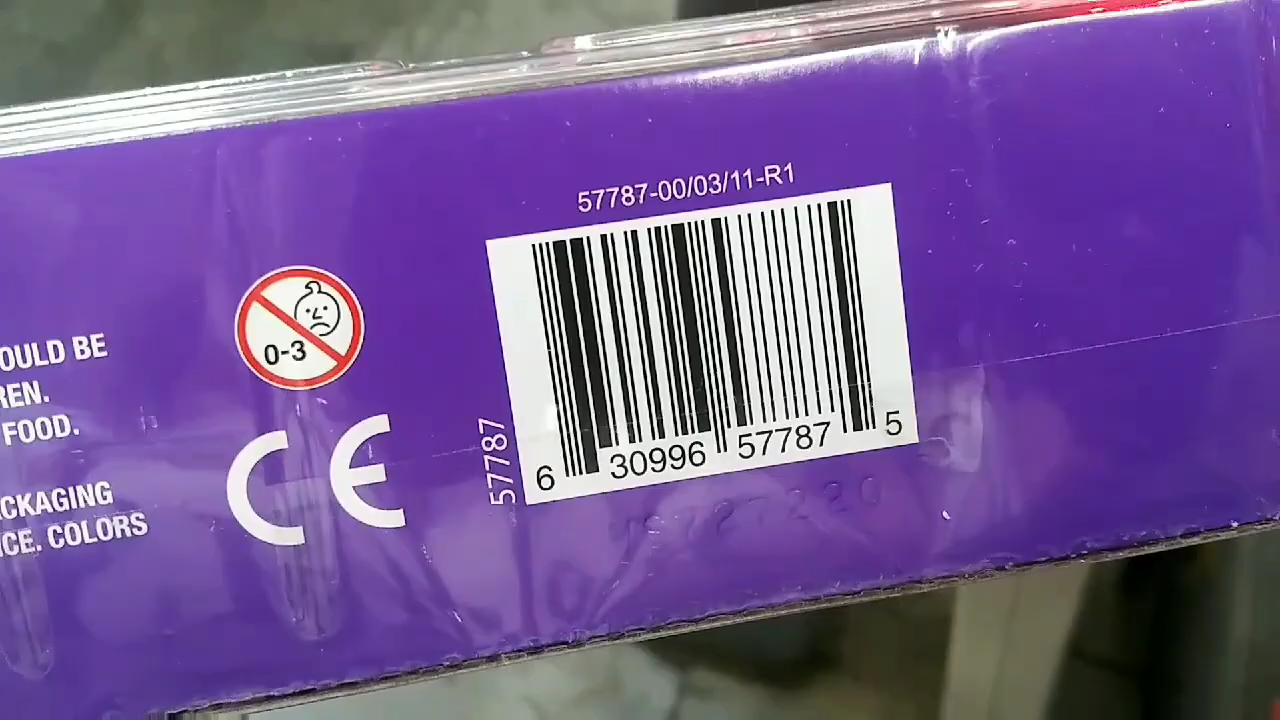 OULD BE
REN.
FOOD.
CKAGING
ICE. COLORS
0-3
CE
57787-00/03/11-R1
57787
6 30996 57787 5